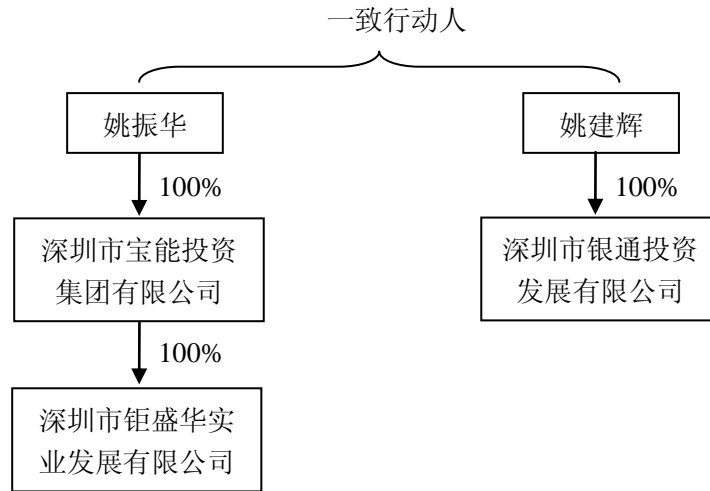 一致行动人
姚振华
姚建辉
100%
100%
深圳市宝能投资
集团有限公司
深圳市银通投资
发展有限公司
100%
深圳市钜盛华实
业发展有限公司